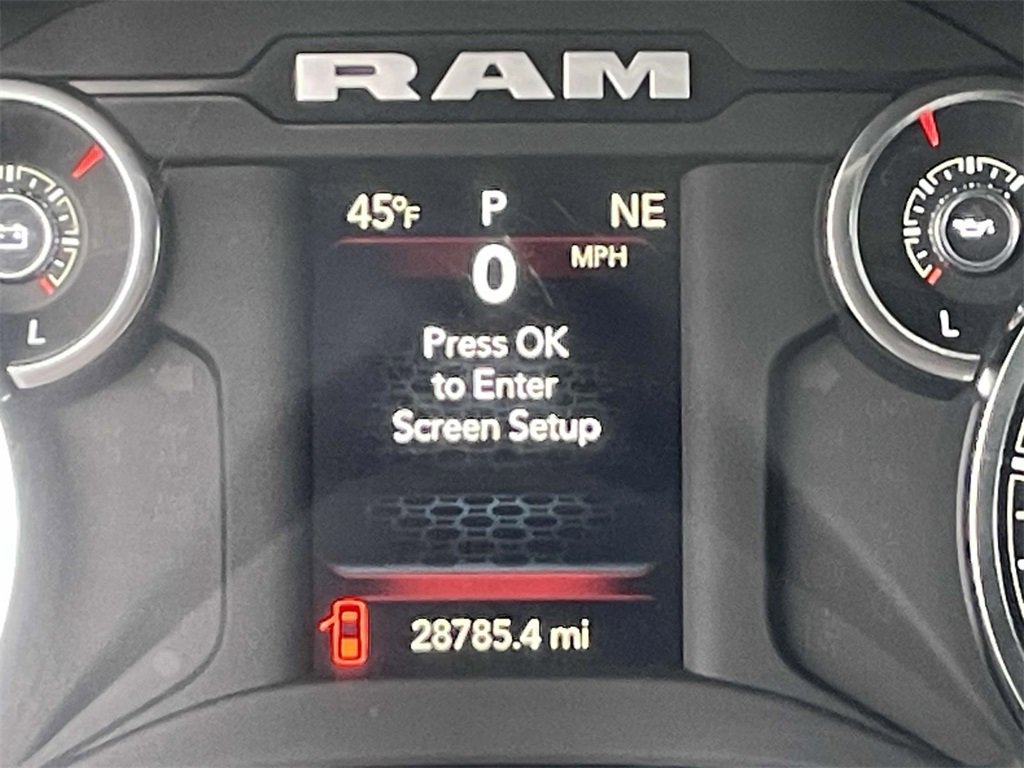 RAM
45°F P NE
0 MPH
Press OK
to Enter
Screen Setup
L
L
28785.4 mi